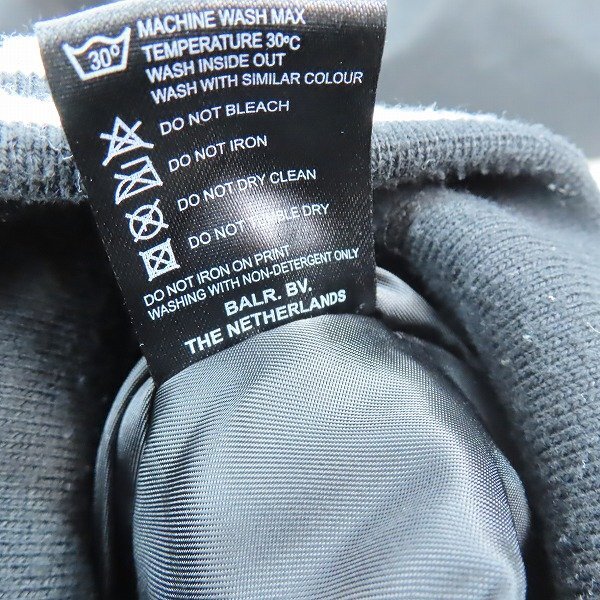 30º
MACHINE WASH MAX
TEMPERATURE 30ºC
WASH INSIDE OUT
WASH WITH SIMILAR COLOUR
DO NOT BLEACH
DO NOT IRON
DO NOT DRY CLEAN
DO NOT TUMBLE DRY
DO NOT IRON ON PRINT
WASHING WITH NON-DETERGENT ONLY
BALR. BV.
THE NETHERLANDS